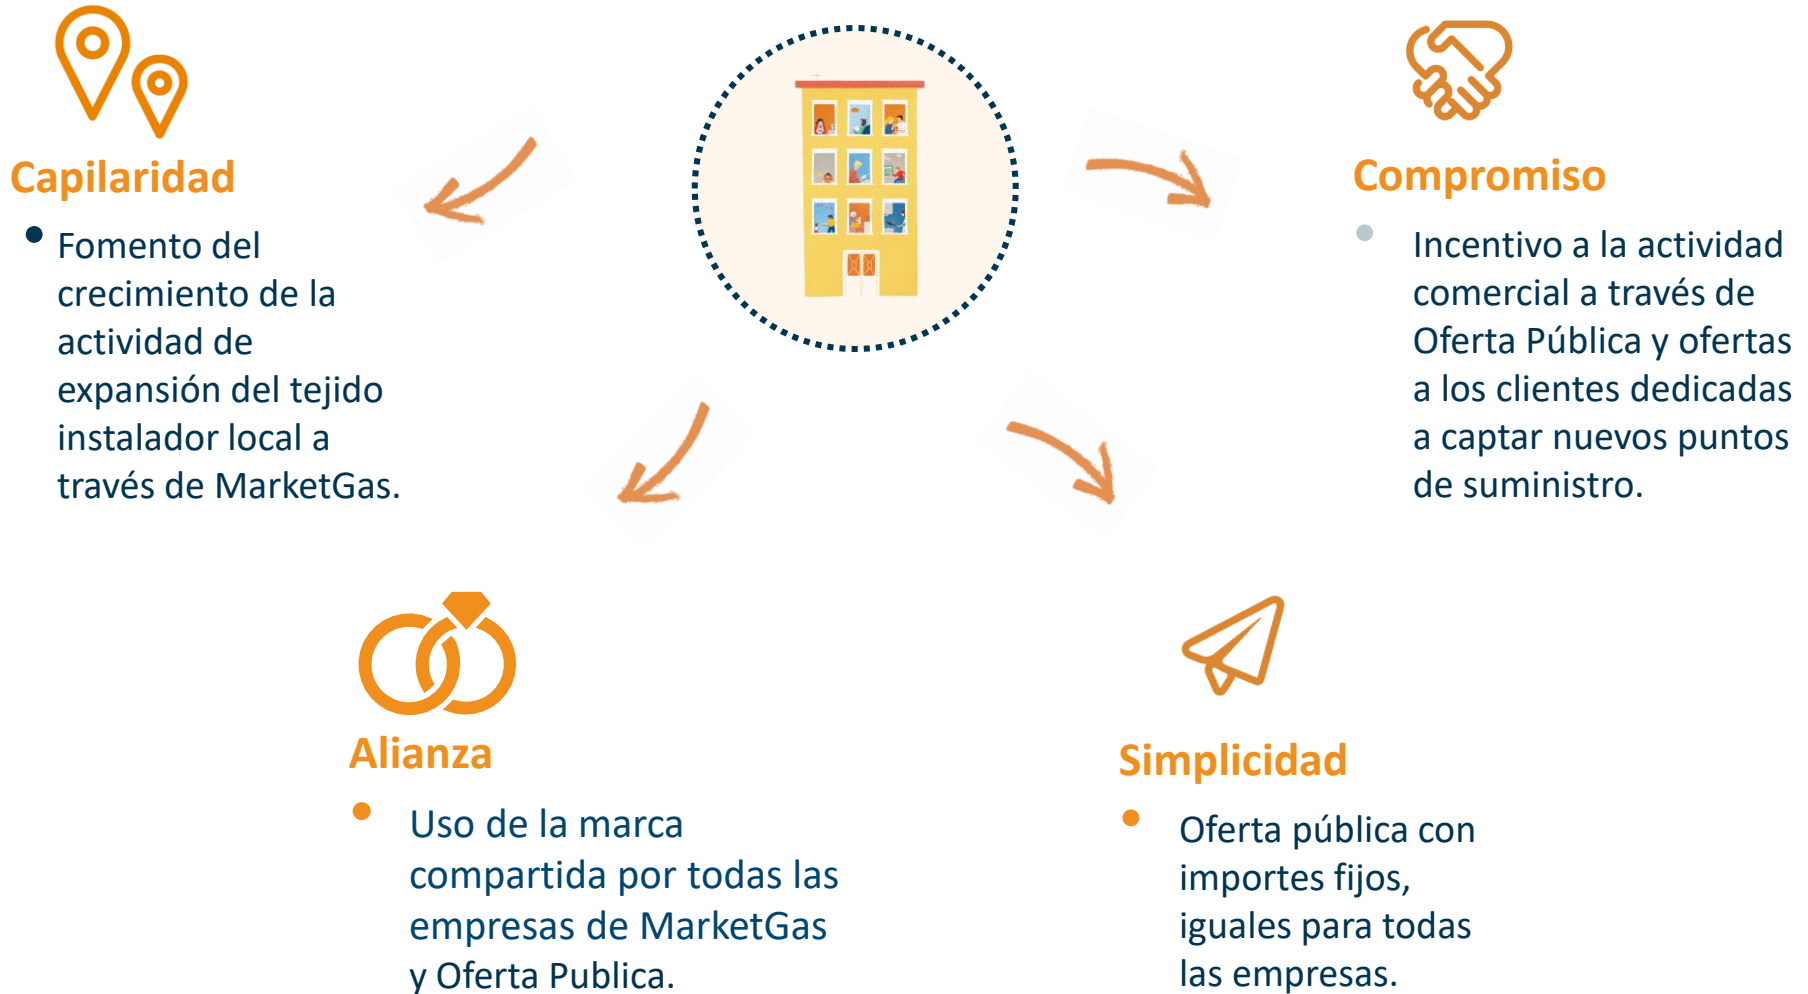 Capilaridad
• Fomento del
crecimiento de la
actividad de
expansión del tejido
instalador local a
través de MarketGas.
Compromiso
• Incentivo a la actividad
comercial a través de
Oferta Pública y ofertas
a los clientes dedicadas
a captar nuevos puntos
de suministro.
Alianza
• Uso de la marca
compartida por todas las
empresas de MarketGas
y Oferta Publica.
Simplicidad
• Oferta pública con
importes fijos,
iguales para todas
las empresas.